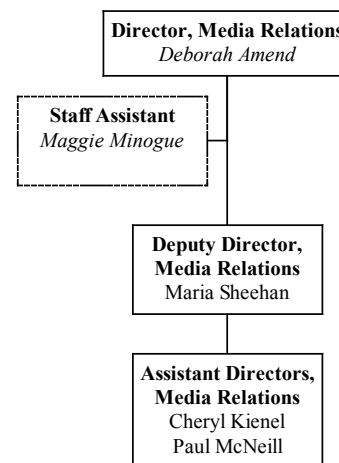 Director, Media Relations
Deborah Amend
Staff Assistant
Maggie Minogue
Deputy Director,
Media Relations
Maria Sheehan
Assistant Directors,
Media Relations
Cheryl Kienel
Paul McNeill